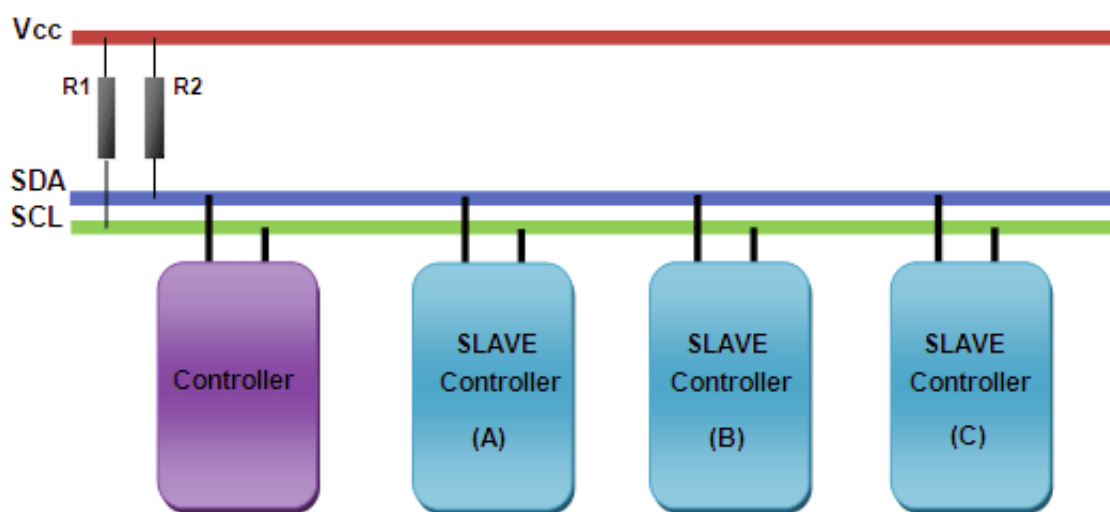 Vcc
R1
R2
SDA
SCL
Controller
SLAVE
Controller
(A)
SLAVE
Controller
(B)
SLAVE
Controller
(C)